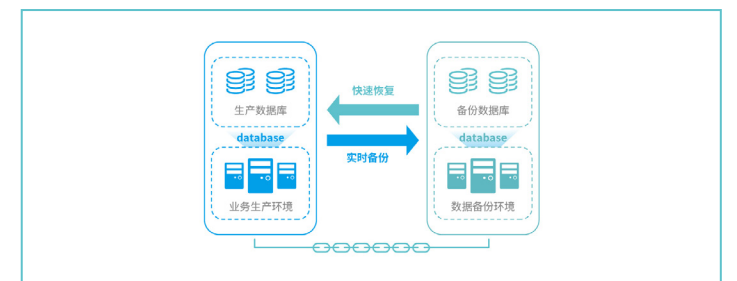 快速恢复
生产数据库
备份数据库
database
database
实时备份
业务生产环境
数据备份环境